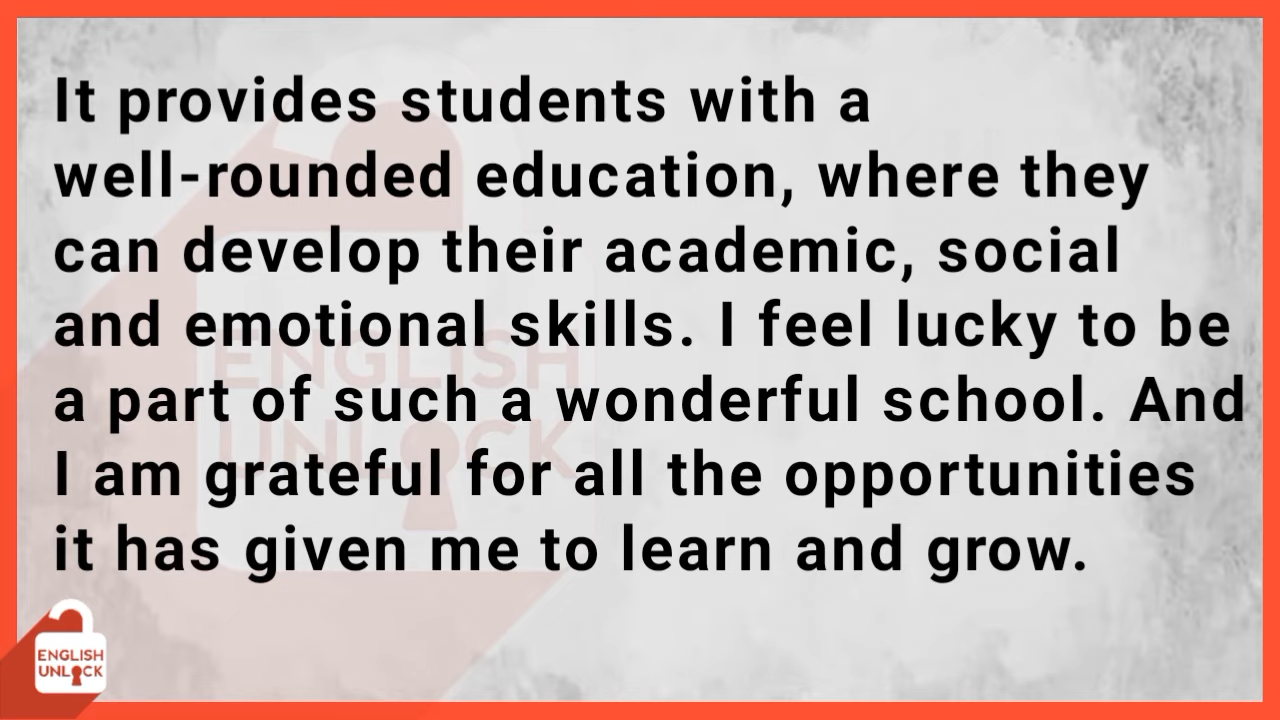 It provides students with a
well-rounded education, where they
can develop their academic, social
and emotional skills. I feel lucky to be
a part of such a wonderful school. And
I am grateful for all the opportunities
it has given me to learn and grow.
ENGLISH
UNLOCK
ENGLISH
UNLOCK